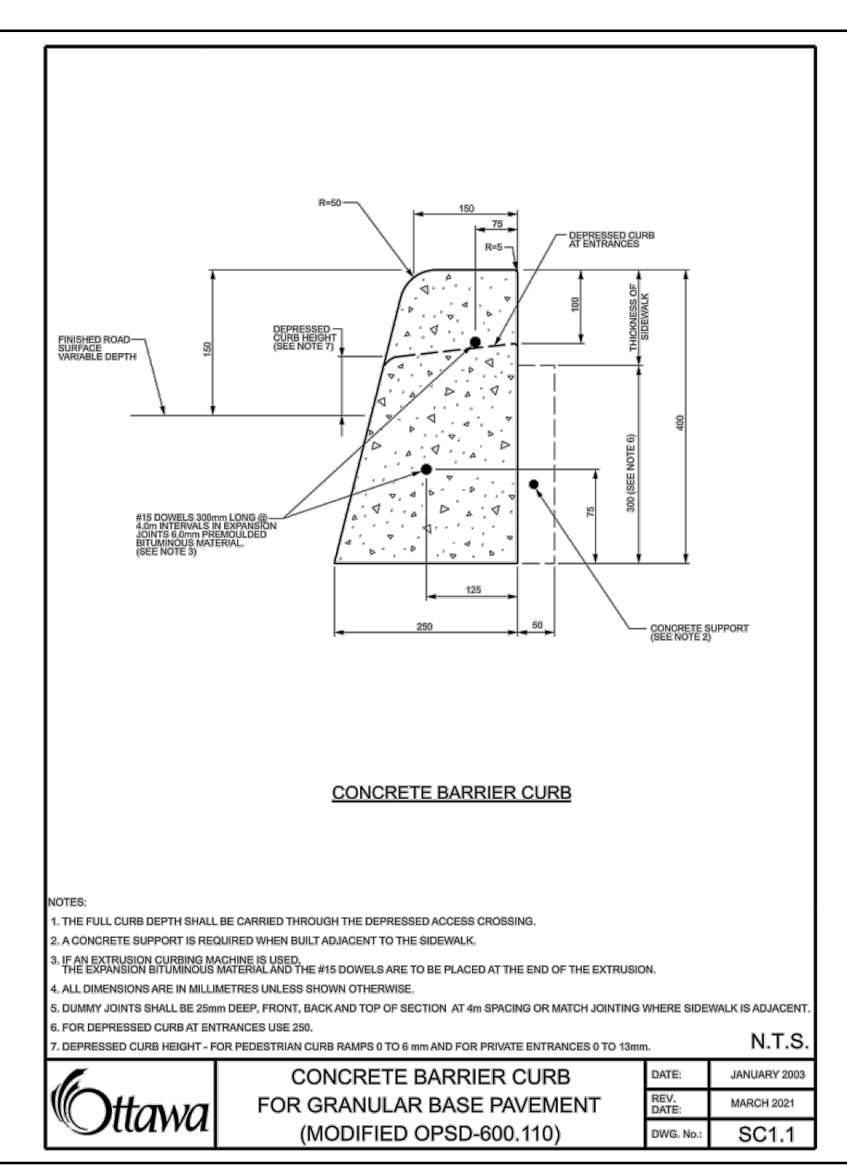 R=50
150
75
R=5
DEPRESSED CURB
AT ENTRANCES
100
THICKNESS OF
SIDEWALK
FINISHED ROAD
SURFACE
VARIABLE DEPTH
150
DEPRESSED
CURB HEIGHT
(SEE NOTE 7)
400
300 (SEE NOTE 6)
75
#15 DOWELS 300mm LONG @
4.0m INTERVALS IN EXPANSION
JOINTS 6.0mm PREMOULDED
BITUMINOUS MATERIAL.
(SEE NOTE 3)
125
250
50
CONCRETE SUPPORT
(SEE NOTE 2)
CONCRETE BARRIER CURB
NOTES:
1. THE FULL CURB DEPTH SHALL BE CARRIED THROUGH THE DEPRESSED ACCESS CROSSING.
2. A CONCRETE SUPPORT IS REQUIRED WHEN BUILT ADJACENT TO THE SIDEWALK.
3. IF AN EXTRUSION CURBING MACHINE IS USED,
THE EXPANSION BITUMINOUS MATERIAL AND THE #15 DOWELS ARE TO BE PLACED AT THE END OF THE EXTRUSION.
4. ALL DIMENSIONS ARE IN MILLIMETRES UNLESS SHOWN OTHERWISE.
5. DUMMY JOINTS SHALL BE 25mm DEEP, FRONT, BACK AND TOP OF SECTION AT 4m SPACING OR MATCH JOINTING WHERE SIDEWALK IS ADJACENT.
6. FOR DEPRESSED CURB AT ENTRANCES USE 250.
7. DEPRESSED CURB HEIGHT - FOR PEDESTRIAN CURB RAMPS 0 TO 6 mm AND FOR PRIVATE ENTRANCES 0 TO 13mm.
N.T.S.
Ottawa
CONCRETE BARRIER CURB
FOR GRANULAR BASE PAVEMENT
(MODIFIED OPSD-600.110)
DATE: JANUARY 2003
REV. DATE: MARCH 2021
DWG. No.: SC1.1